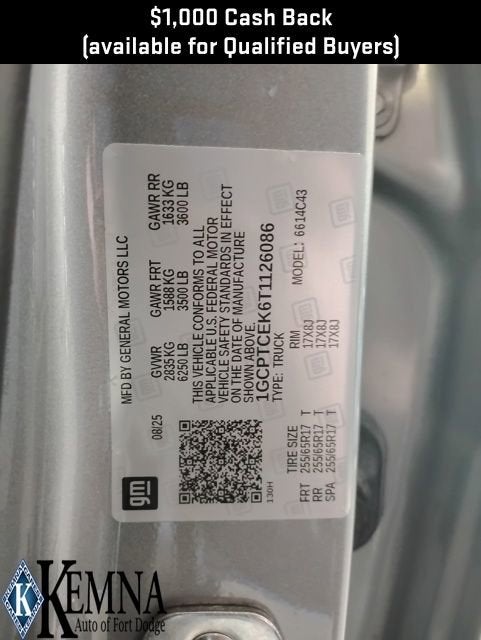 $1,000 Cash Back
(available for Qualified Buyers)
MFD BY GENERAL MOTORS LLC
GVWR GAWR FRT GAWR RR
2835 KG 1588 KG 1633 KG
6250 LB 3500 LB 3600 LB
THIS VEHICLE CONFORMS TO ALL
APPLICABLE U.S. FEDERAL MOTOR
VEHICLE SAFETY STANDARDS IN EFFECT
ON THE DATE OF MANUFACTURE
SHOWN ABOVE.
1GCPTCEK6T1126086
TYPE: TRUCK MODEL: 6614C43
08/25
gm
130H
TIRE SIZE RIM
FRT 255/65R17 T 17X8J
RR 255/65R17 T 17X8J
SPA 255/65R17 T 17X8J
K KEMNA
Auto of Fort Dodge